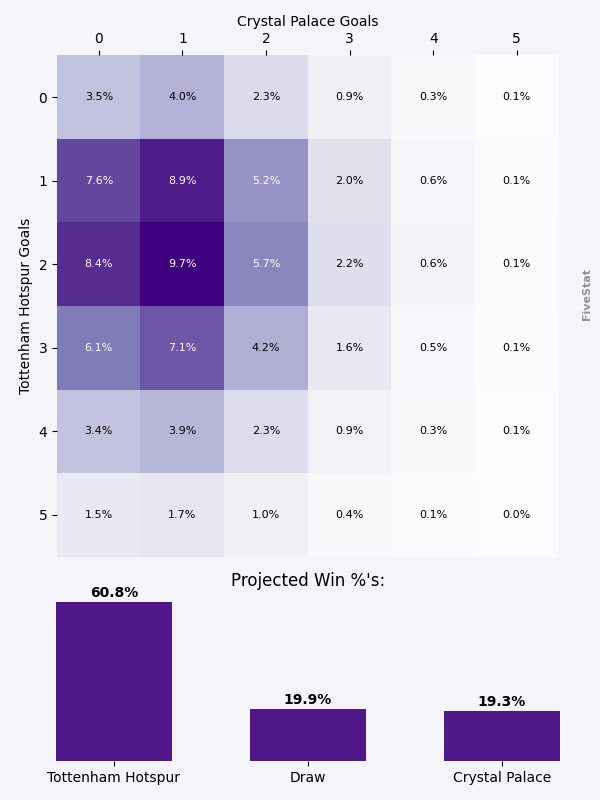 Crystal Palace Goals
0 1 2 3 4 5
Tottenham Hotspur Goals
0 3.5% 4.0% 2.3% 0.9% 0.3% 0.1%
1 7.6% 8.9% 5.2% 2.0% 0.6% 0.1%
2 8.4% 9.7% 5.7% 2.2% 0.6% 0.1%
3 6.1% 7.1% 4.2% 1.6% 0.5% 0.1%
4 3.4% 3.9% 2.3% 0.9% 0.3% 0.1%
5 1.5% 1.7% 1.0% 0.4% 0.1% 0.0%
FiveStat
Projected Win %'s:
60.8% 19.9% 19.3%
Tottenham Hotspur Draw Crystal Palace